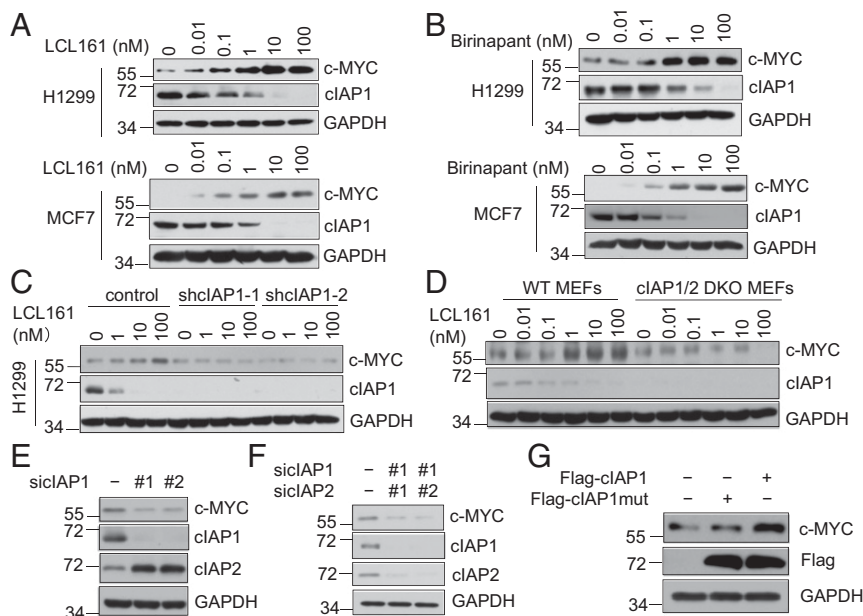 A
LCL161 (nM) 0 0.01 0.1 1 10 100
H1299
55 c-MYC
72 cIAP1
34 GAPDH
LCL161 (nM) 0 0.01 0.1 1 10 100
MCF7
55 c-MYC
72 cIAP1
34 GAPDH
B
Birinapant (nM) 0 0.01 0.1 1 10 100
H1299
55 c-MYC
72 cIAP1
34 GAPDH
Birinapant (nM) 0 0.01 0.1 1 10 100
MCF7
55 c-MYC
72 cIAP1
34 GAPDH
C
control shcIAP1-1 shcIAP1-2
LCL161 (nM) 0 1 10 100 0 1 10 100 0 1 10 100
H1299
55 c-MYC
72 cIAP1
34 GAPDH
D
WT MEFs cIAP1/2 DKO MEFs
LCL161 (nM) 0 0.01 0.1 1 10 100 0 0.01 0.1 1 10 100
55 c-MYC
72 cIAP1
34 GAPDH
E
sicIAP1 – #1 #2
55 c-MYC
72 cIAP1
72 cIAP2
34 GAPDH
F
sicIAP1 – #1 #1
sicIAP2 – #1 #2
55 c-MYC
72 cIAP1
72 cIAP2
34 GAPDH
G
Flag-cIAP1 – – +
Flag-cIAP1mut – + –
55 c-MYC
72 Flag
34 GAPDH